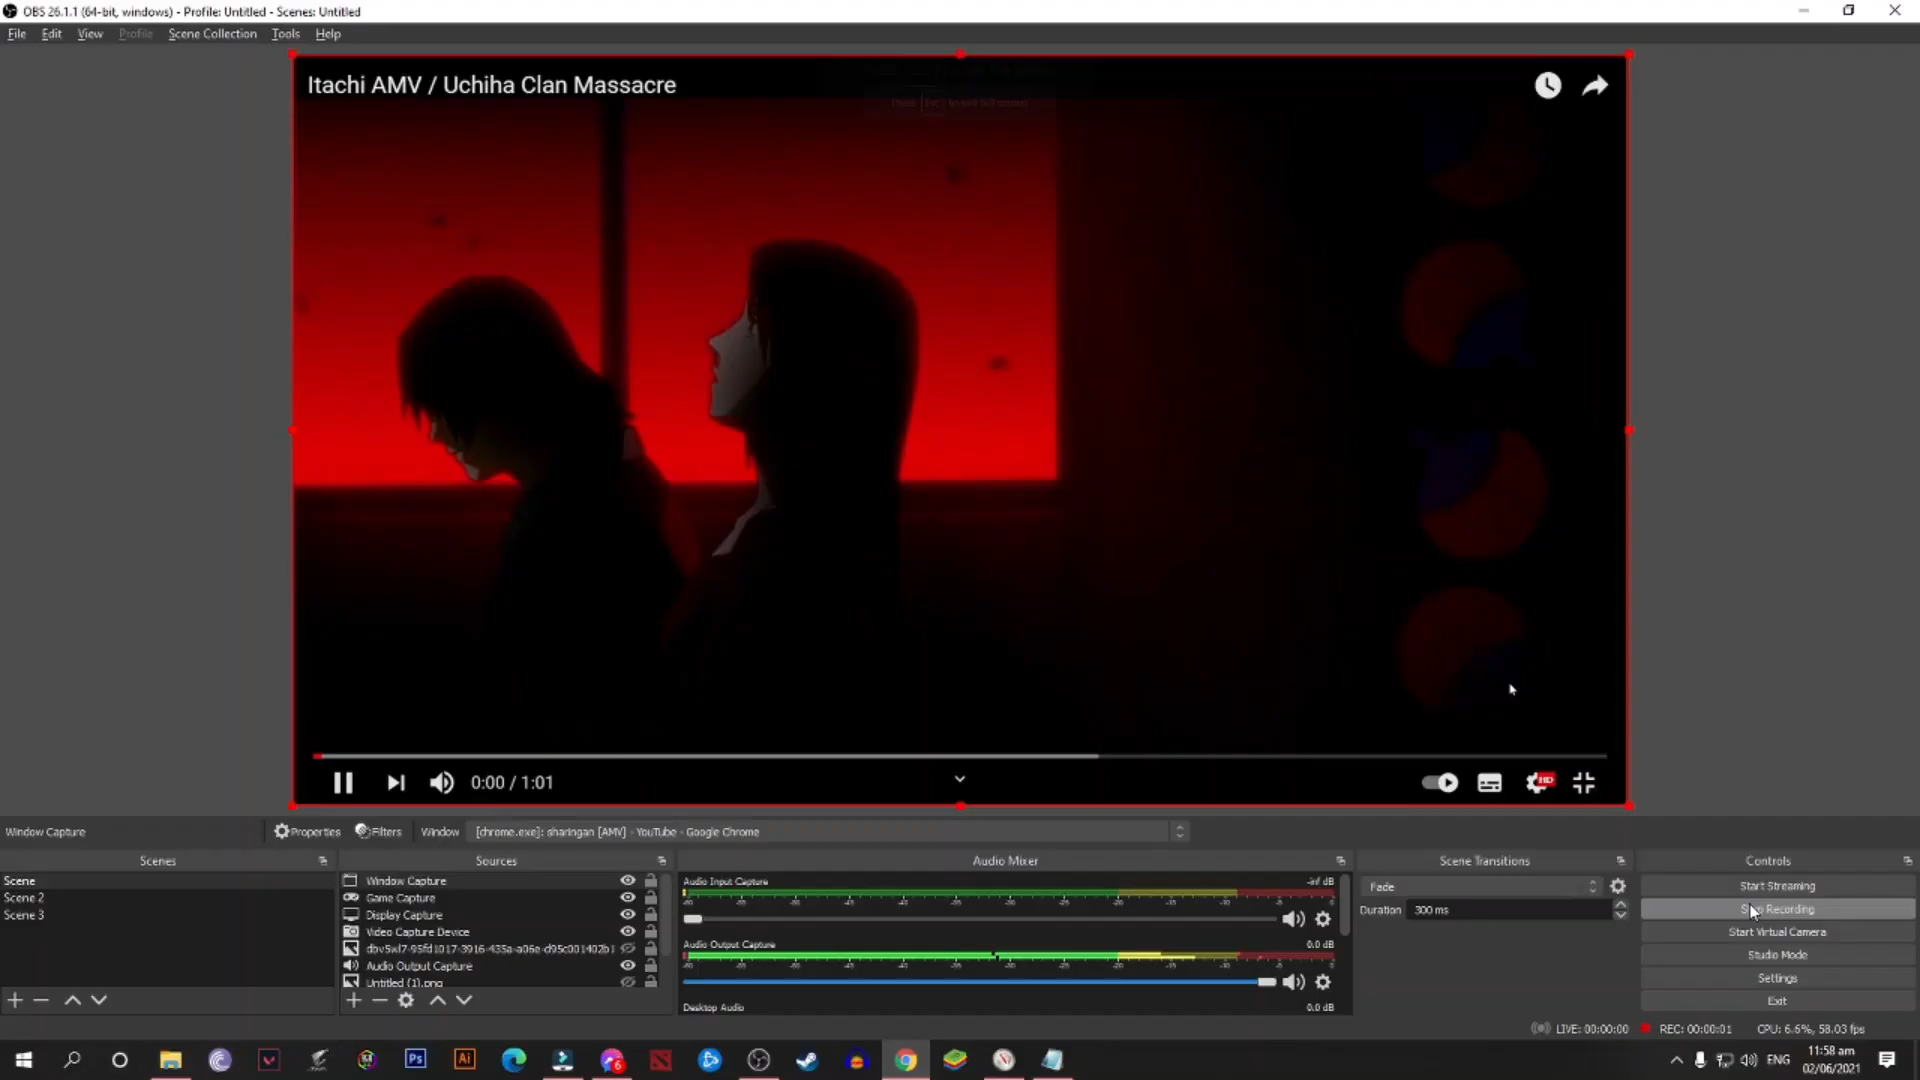 OBS 26.1.1 (64-bit, windows) - Profile: Untitled - Scenes: Untitled
File Edit View Profile Scene Collection Tools Help
Itachi AMV / Uchiha Clan Massacre
0:00 / 1:01
HD
Window Capture Properties Filters Window [chrome.exe]: sharingan [AMV] - YouTube - Google Chrome
Scenes
Scene
Scene 2
Scene 3
Sources
Window Capture
Game Capture
Display Capture
Video Capture Device
Audio Output Capture
Untitled (1).png
Audio Mixer
Audio Input Capture -inf dB
Audio Output Capture 0.0 dB
Desktop Audio 0.0 dB
Scene Transitions
Fade
Duration 300 ms
Controls
Start Streaming
Recording
Start Virtual Camera
Studio Mode
Settings
Exit
LIVE: 00:00:00 REC: 00:00:01 CPU: 6.6%, 58.03 fps
Ps Ai 6 ENG
11:58 am
02/06/2021